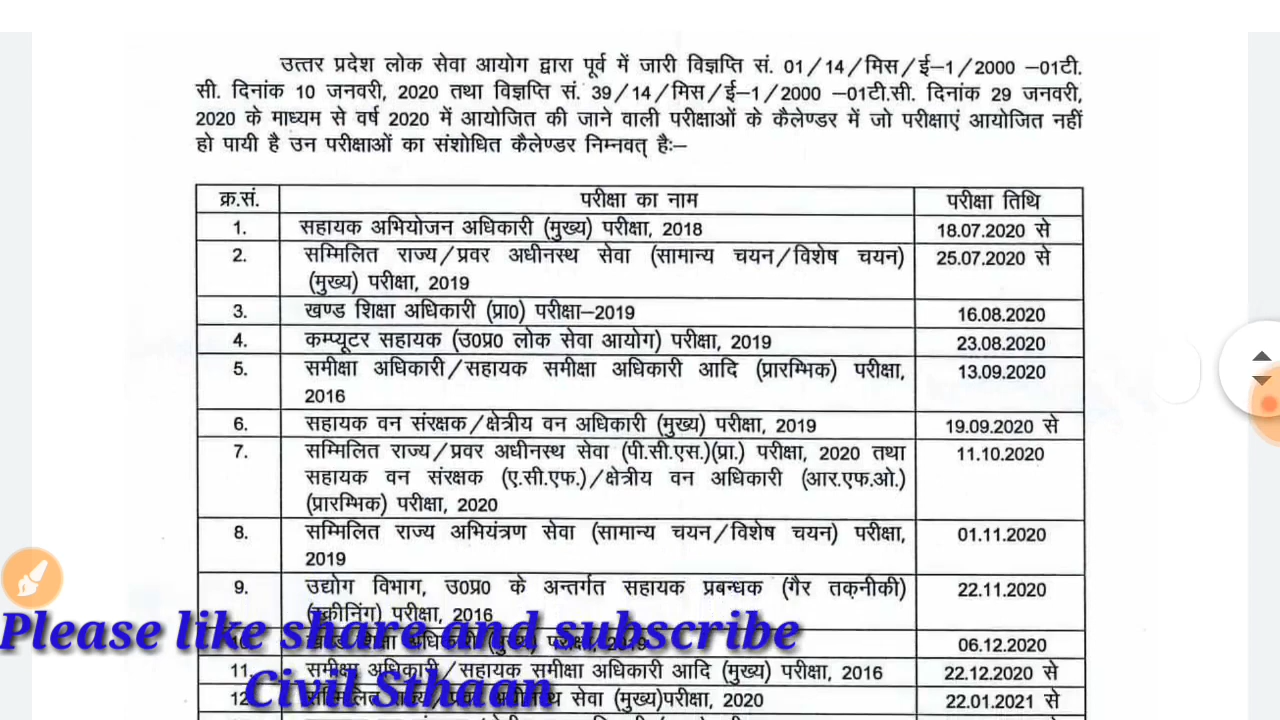 उत्तर प्रदेश लोक सेवा आयोग द्वारा पूर्व में जारी विज्ञप्ति सं. 01/14/मिस/ई–1/2000 –01टी.
सी. दिनांक 10 जनवरी, 2020 तथा विज्ञप्ति सं. 39/14/मिस/ई–1/2000 –01टी.सी. दिनांक 29 जनवरी,
2020 के माध्यम से वर्ष 2020 में आयोजित की जाने वाली परीक्षाओं के कैलेण्डर में जो परीक्षाएं आयोजित नहीं
हो पायी है उन परीक्षाओं का संशोधित कैलेण्डर निम्नवत् हैः–
क्र.सं. परीक्षा का नाम परीक्षा तिथि
1. सहायक अभियोजन अधिकारी (मुख्य) परीक्षा, 2018 18.07.2020 से
2. सम्मिलित राज्य/प्रवर अधीनस्थ सेवा (सामान्य चयन/विशेष चयन) 25.07.2020 से
(मुख्य) परीक्षा, 2019
3. खण्ड शिक्षा अधिकारी (प्रा0) परीक्षा–2019 16.08.2020
4. कम्प्यूटर सहायक (उ0प्र0 लोक सेवा आयोग) परीक्षा, 2019 23.08.2020
5. समीक्षा अधिकारी/सहायक समीक्षा अधिकारी आदि (प्रारम्भिक) परीक्षा, 13.09.2020
2016
6. सहायक वन संरक्षक/क्षेत्रीय वन अधिकारी (मुख्य) परीक्षा, 2019 19.09.2020 से
7. सम्मिलित राज्य/प्रवर अधीनस्थ सेवा (पी.सी.एस.)(प्रा.) परीक्षा, 2020 तथा 11.10.2020
सहायक वन संरक्षक (ए.सी.एफ.)/क्षेत्रीय वन अधिकारी (आर.एफ.ओ.)
(प्रारम्भिक) परीक्षा, 2020
8. सम्मिलित राज्य अभियंत्रण सेवा (सामान्य चयन/विशेष चयन) परीक्षा, 01.11.2020
2019
9. उद्योग विभाग, उ0प्र0 के अन्तर्गत सहायक प्रबन्धक (गैर तकनीकी) 22.11.2020
(स्क्रीनिंग) परीक्षा, 2016
Please like share and subscribe
10. खण्ड शिक्षा अधिकारी (मुख्य) परीक्षा, 2019 06.12.2020
11. समीक्षा अधिकारी/सहायक समीक्षा अधिकारी आदि (मुख्य) परीक्षा, 2016 22.12.2020 से
Civil Sthaan
12 सम्मिलित राज्य/प्रवर अधीनस्थ सेवा (मुख्य)परीक्षा, 2020 22.01.2021 से